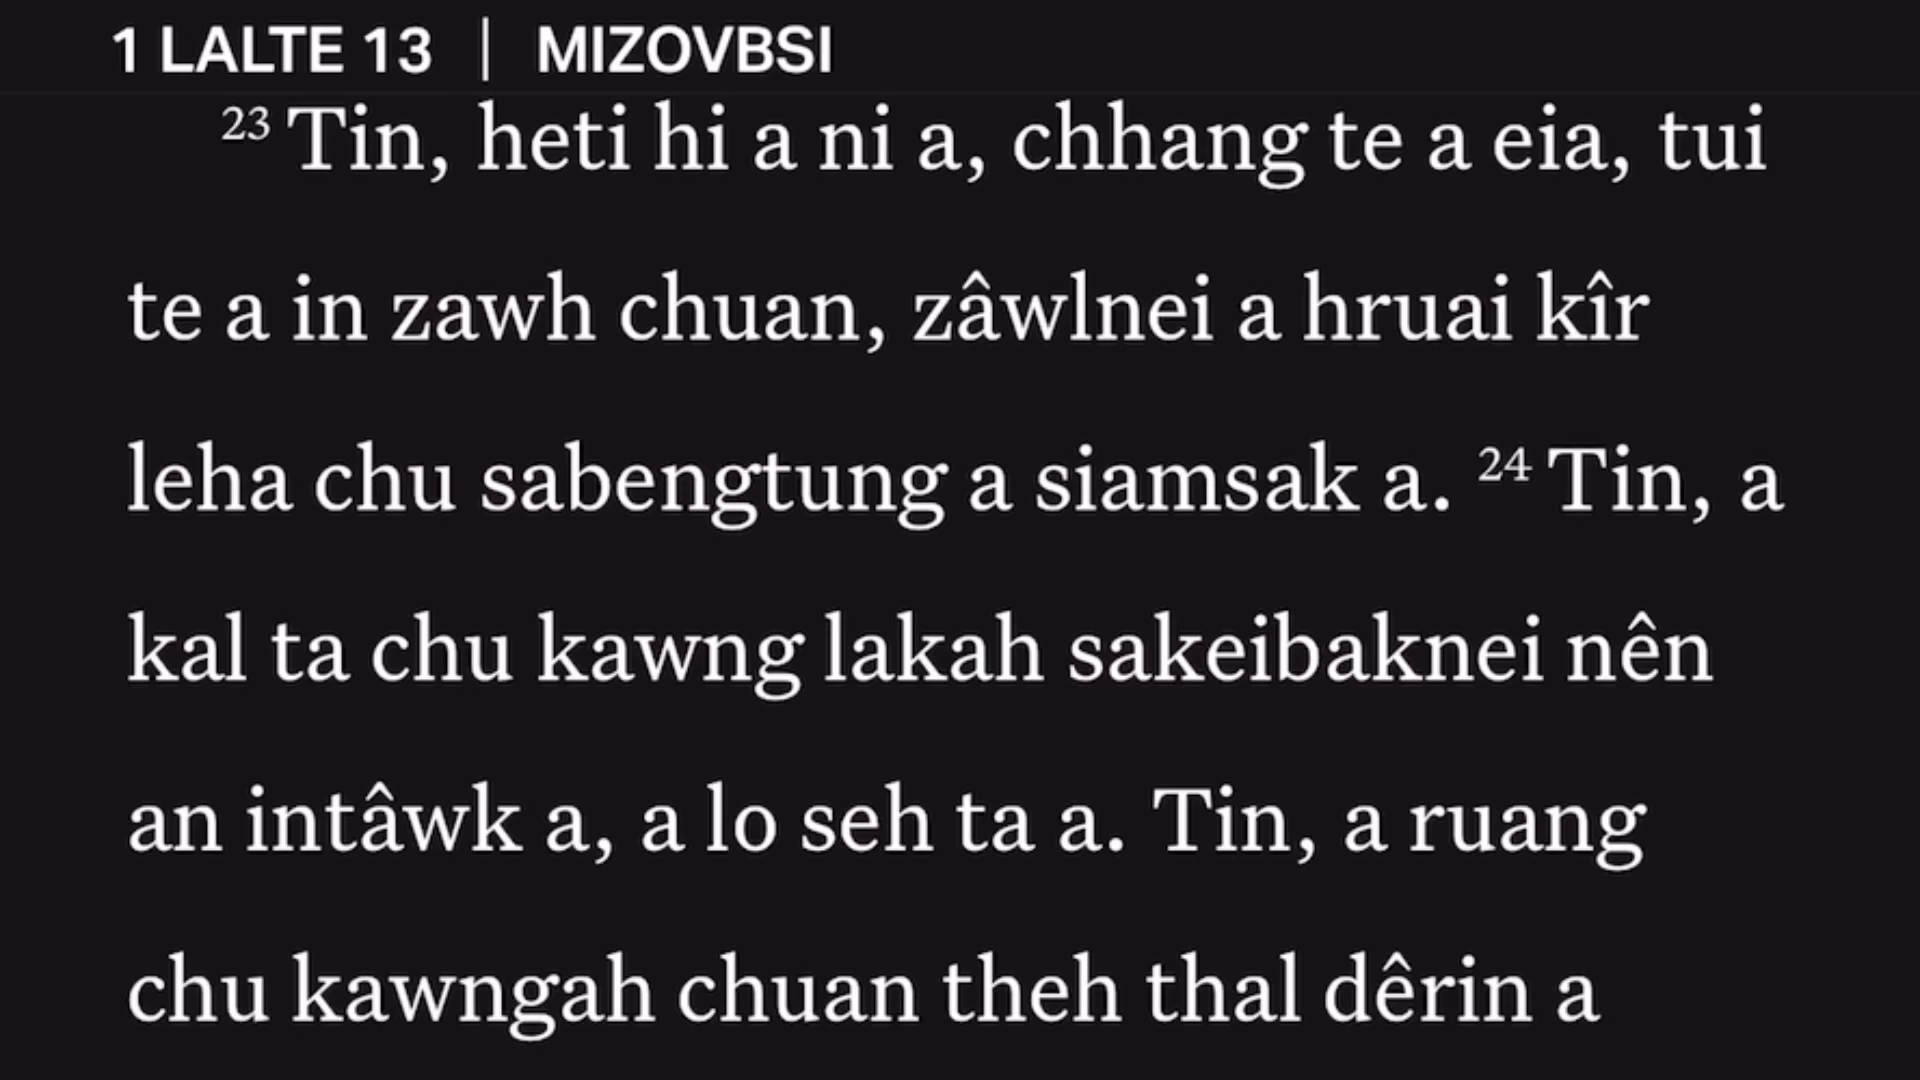 1 LALTE 13 | MIZOVBSI
23 Tin, heti hi a ni a, chhang te a eia, tui
te a in zawh chuan, zâwlnei a hruai kîr
leha chu sabengtung a siamsak a. 24 Tin, a
kal ta chu kawng lakah sakeibaknei nên
an intâwk a, a lo seh ta a. Tin, a ruang
chu kawngah chuan theh thal dêrin a